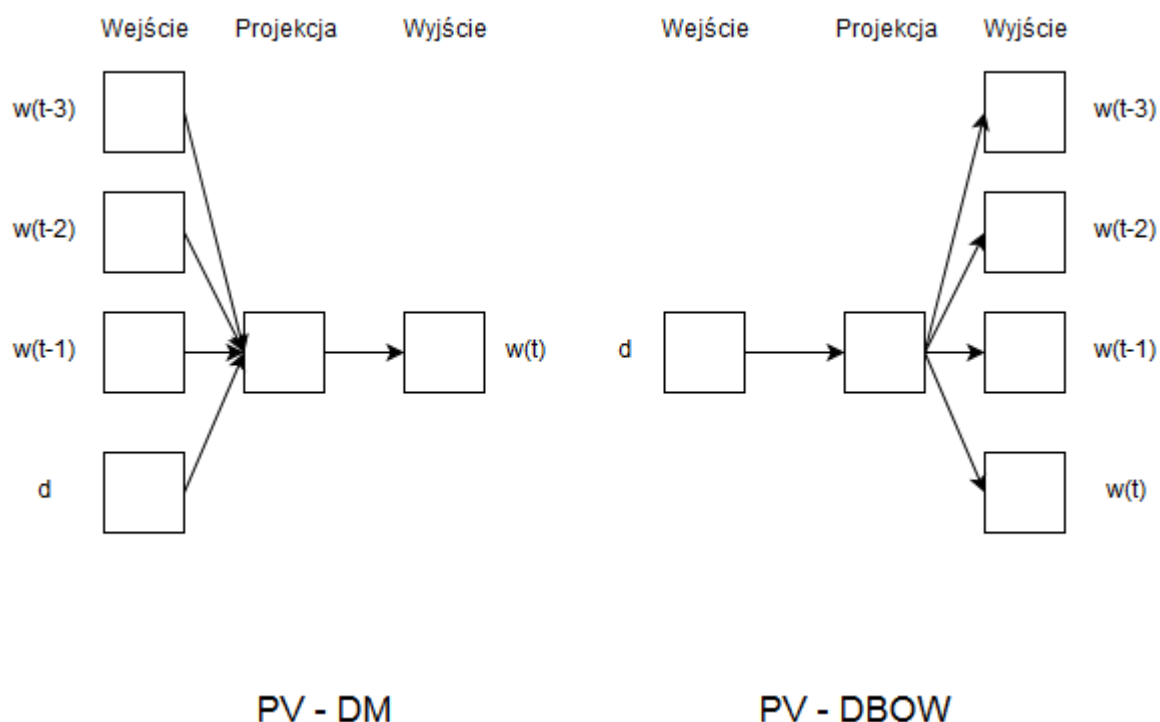 Wejście Projekcja Wyjście
w(t-3)
w(t-2)
w(t-1)
w(t)
d
PV - DM
Wejście Projekcja Wyjście
d
w(t-3)
w(t-2)
w(t-1)
w(t)
PV - DBOW